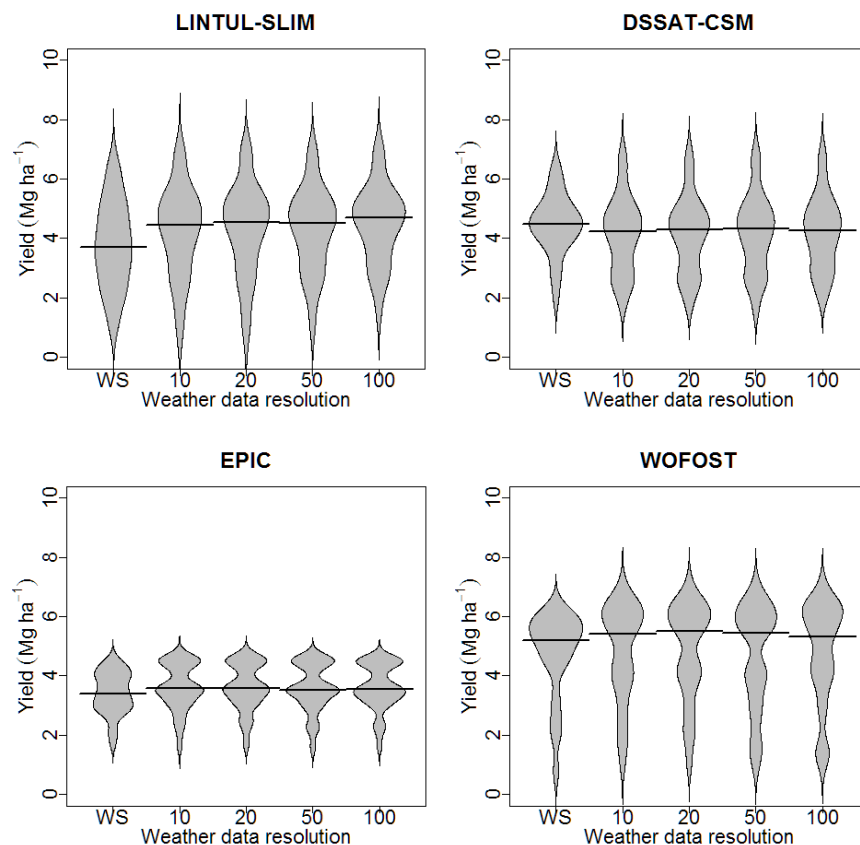 LINTUL-SLIM
DSSAT-CSM
Yield (Mg ha⁻¹)
10
8
6
4
2
0
WS 10 20 50 100
Weather data resolution
Yield (Mg ha⁻¹)
10
8
6
4
2
0
WS 10 20 50 100
Weather data resolution
EPIC
WOFOST
Yield (Mg ha⁻¹)
10
8
6
4
2
0
WS 10 20 50 100
Weather data resolution
Yield (Mg ha⁻¹)
10
8
6
4
2
0
WS 10 20 50 100
Weather data resolution